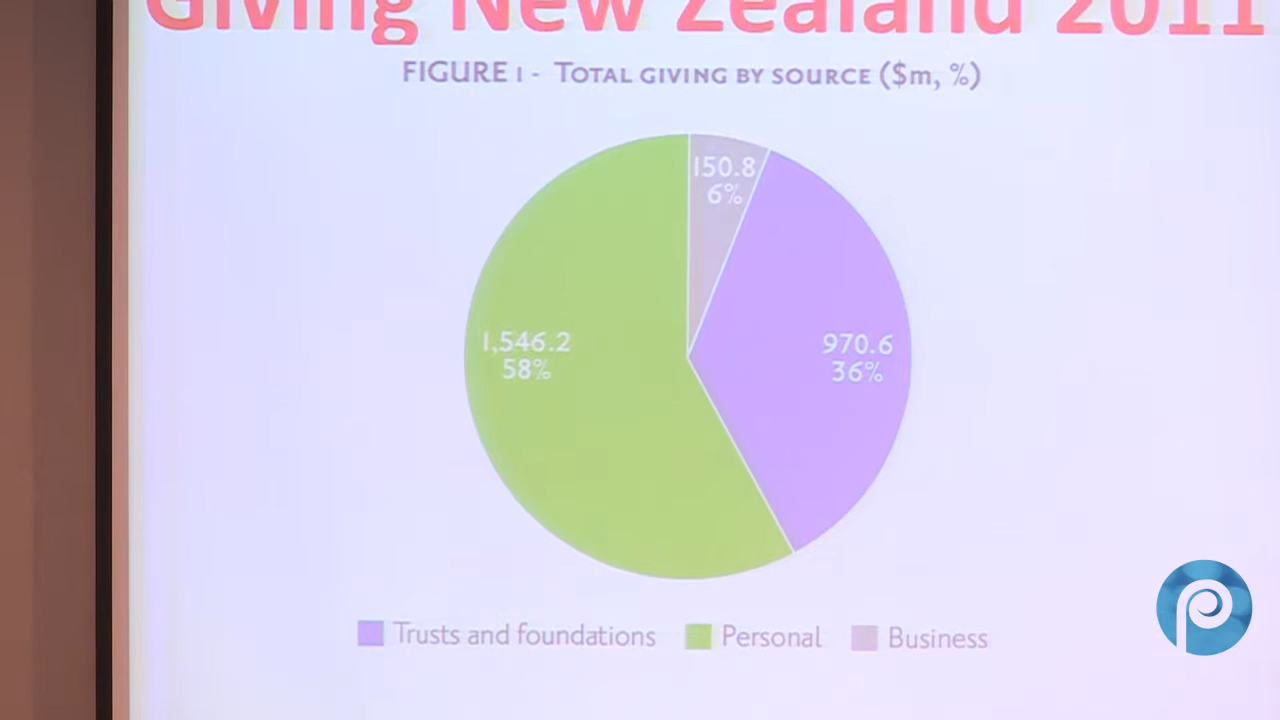 Giving New Zealand 2011
FIGURE 1 - TOTAL GIVING BY SOURCE ($m, %)
150.8
6%
1,546.2
58%
970.6
36%
Trusts and foundations
Personal
Business